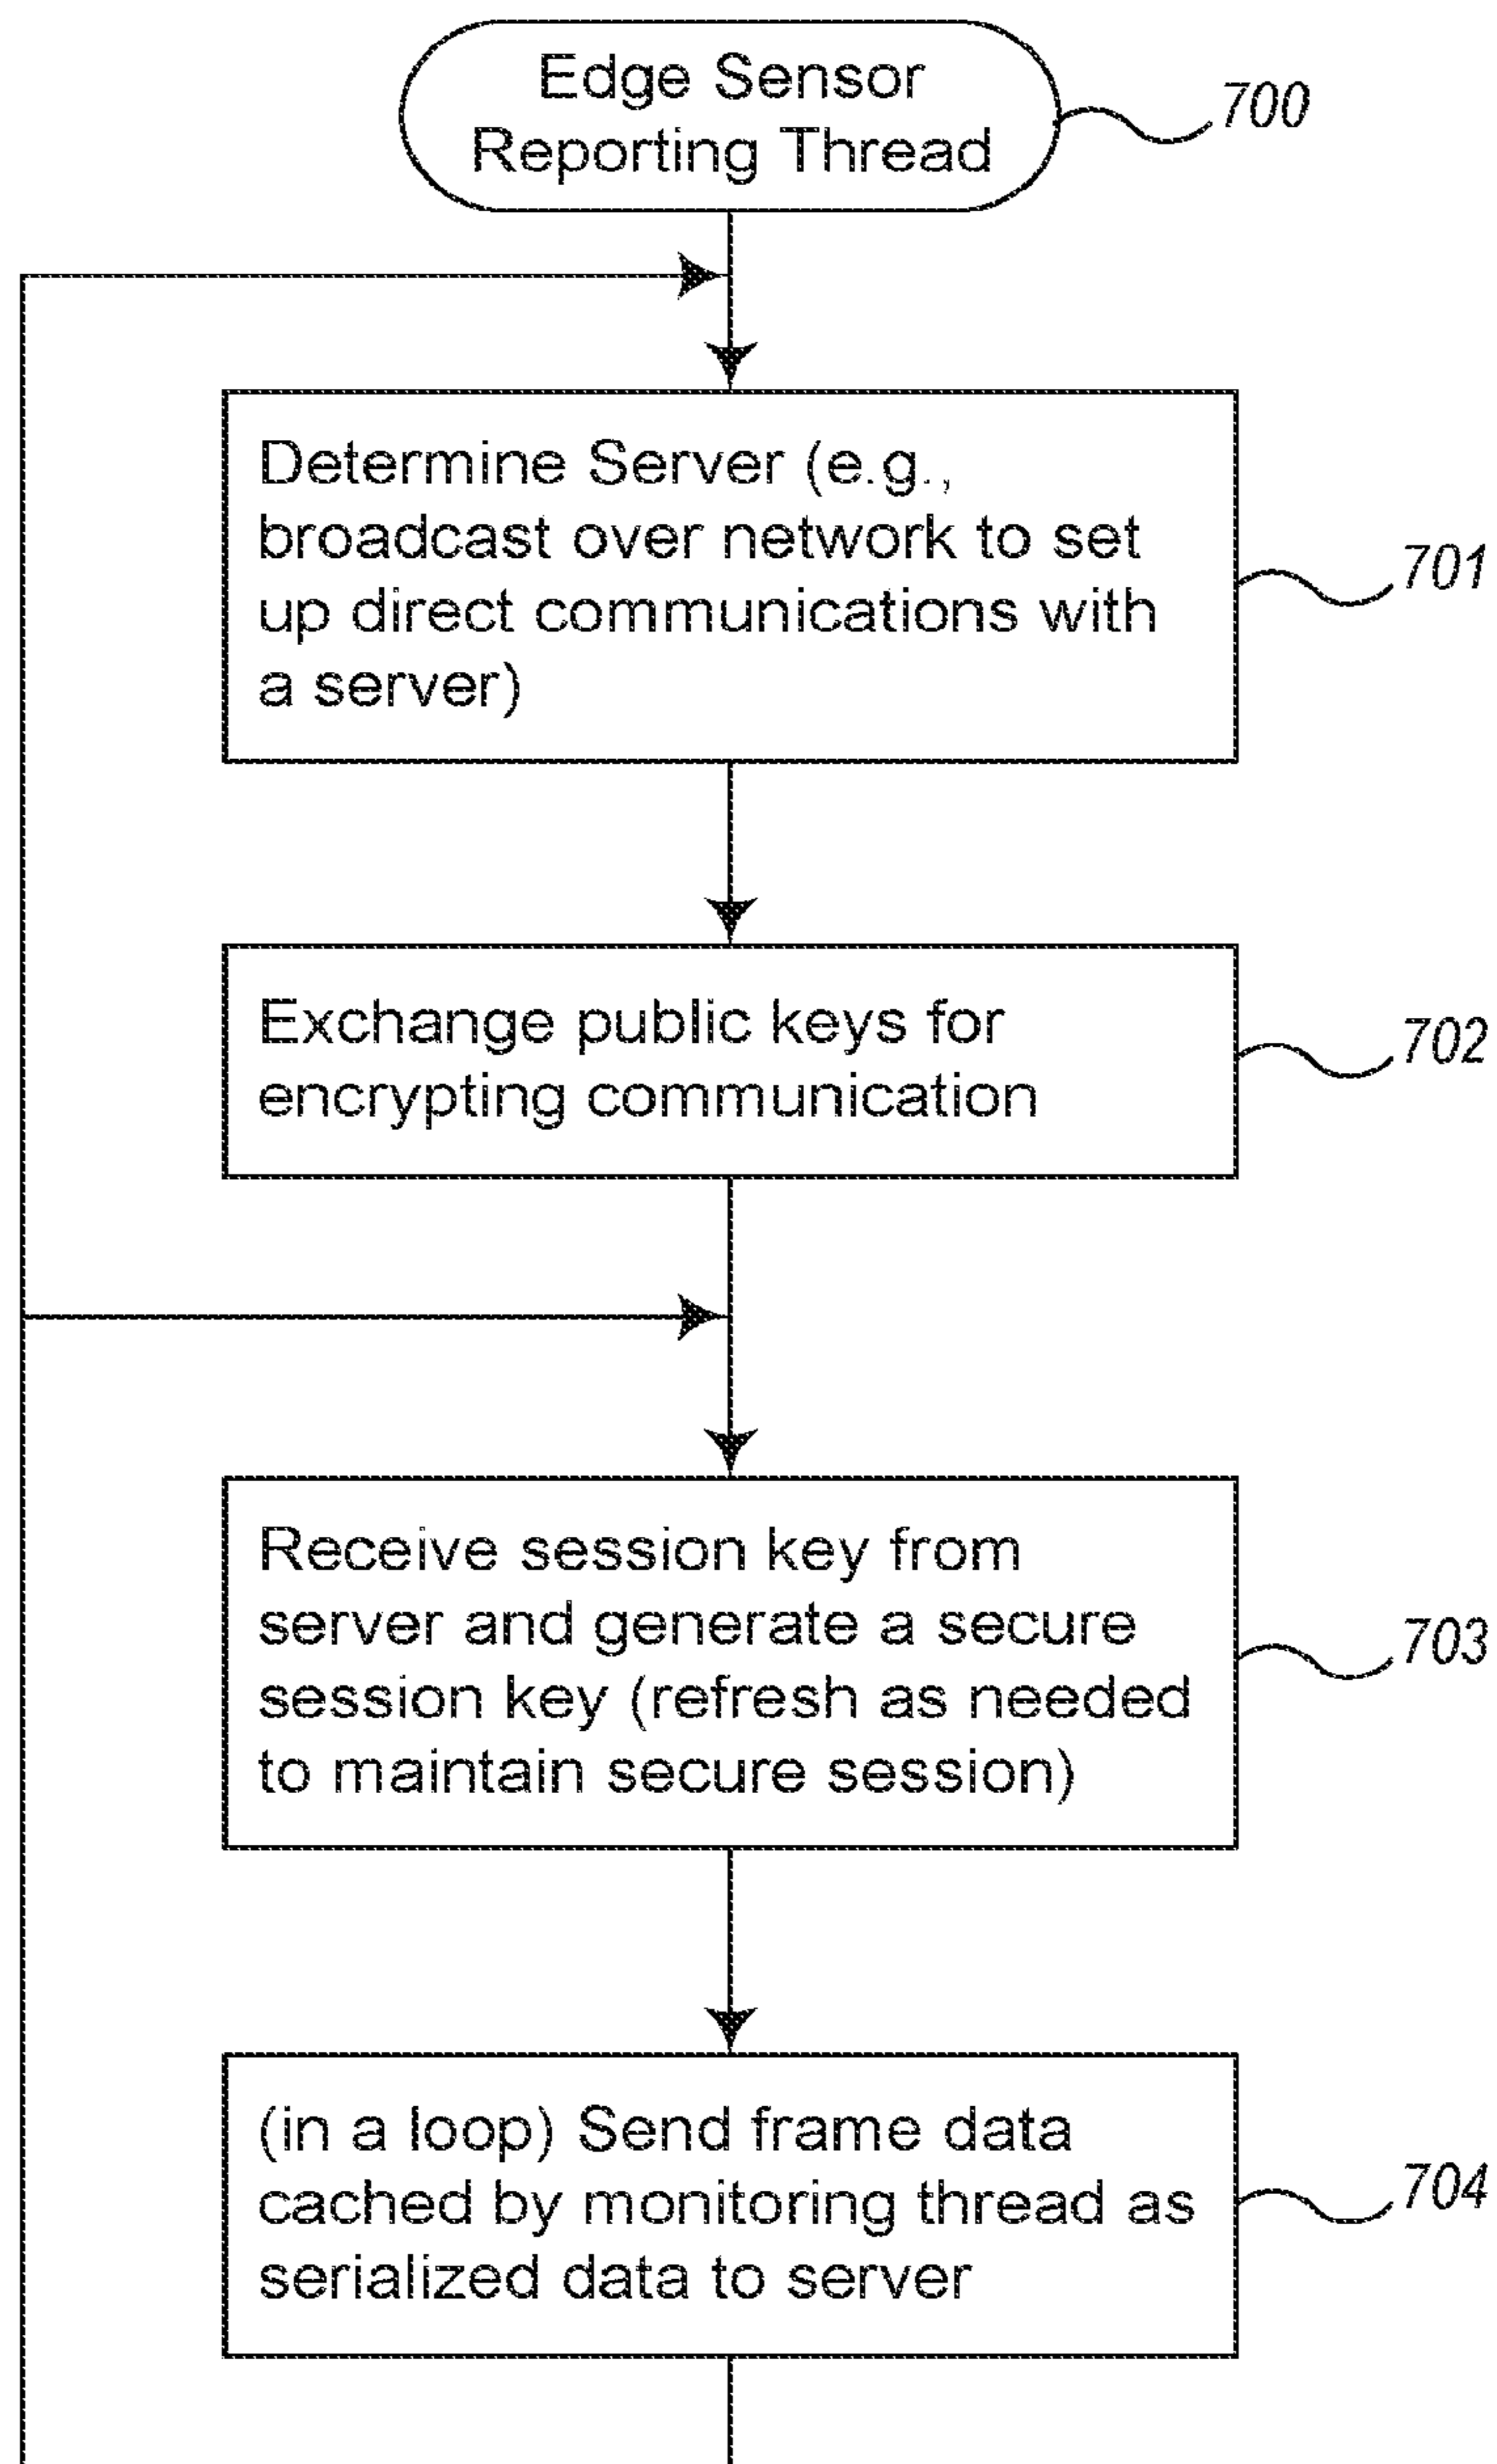 Edge Sensor
Reporting Thread
700
Determine Server (e.g.,
broadcast over network to set
up direct communications with
a server)
701
Exchange public keys for
encrypting communication
702
Receive session key from
server and generate a secure
session key (refresh as needed
to maintain secure session)
703
(in a loop) Send frame data
cached by monitoring thread as
serialized data to server
704